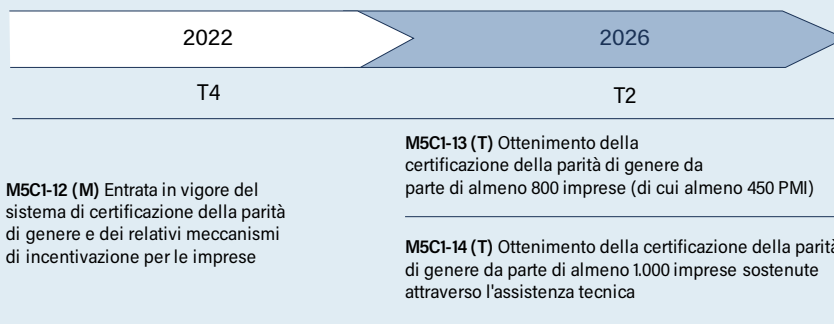 2022
2026
T4
T2
M5C1-12 (M) Entrata in vigore del
sistema di certificazione della parità
di genere e dei relativi meccanismi
di incentivazione per le imprese
M5C1-13 (T) Ottenimento della
certificazione della parità di genere da
parte di almeno 800 imprese (di cui almeno 450 PMI)
M5C1-14 (T) Ottenimento della certificazione della parità
di genere da parte di almeno 1.000 imprese sostenute
attraverso l'assistenza tecnica